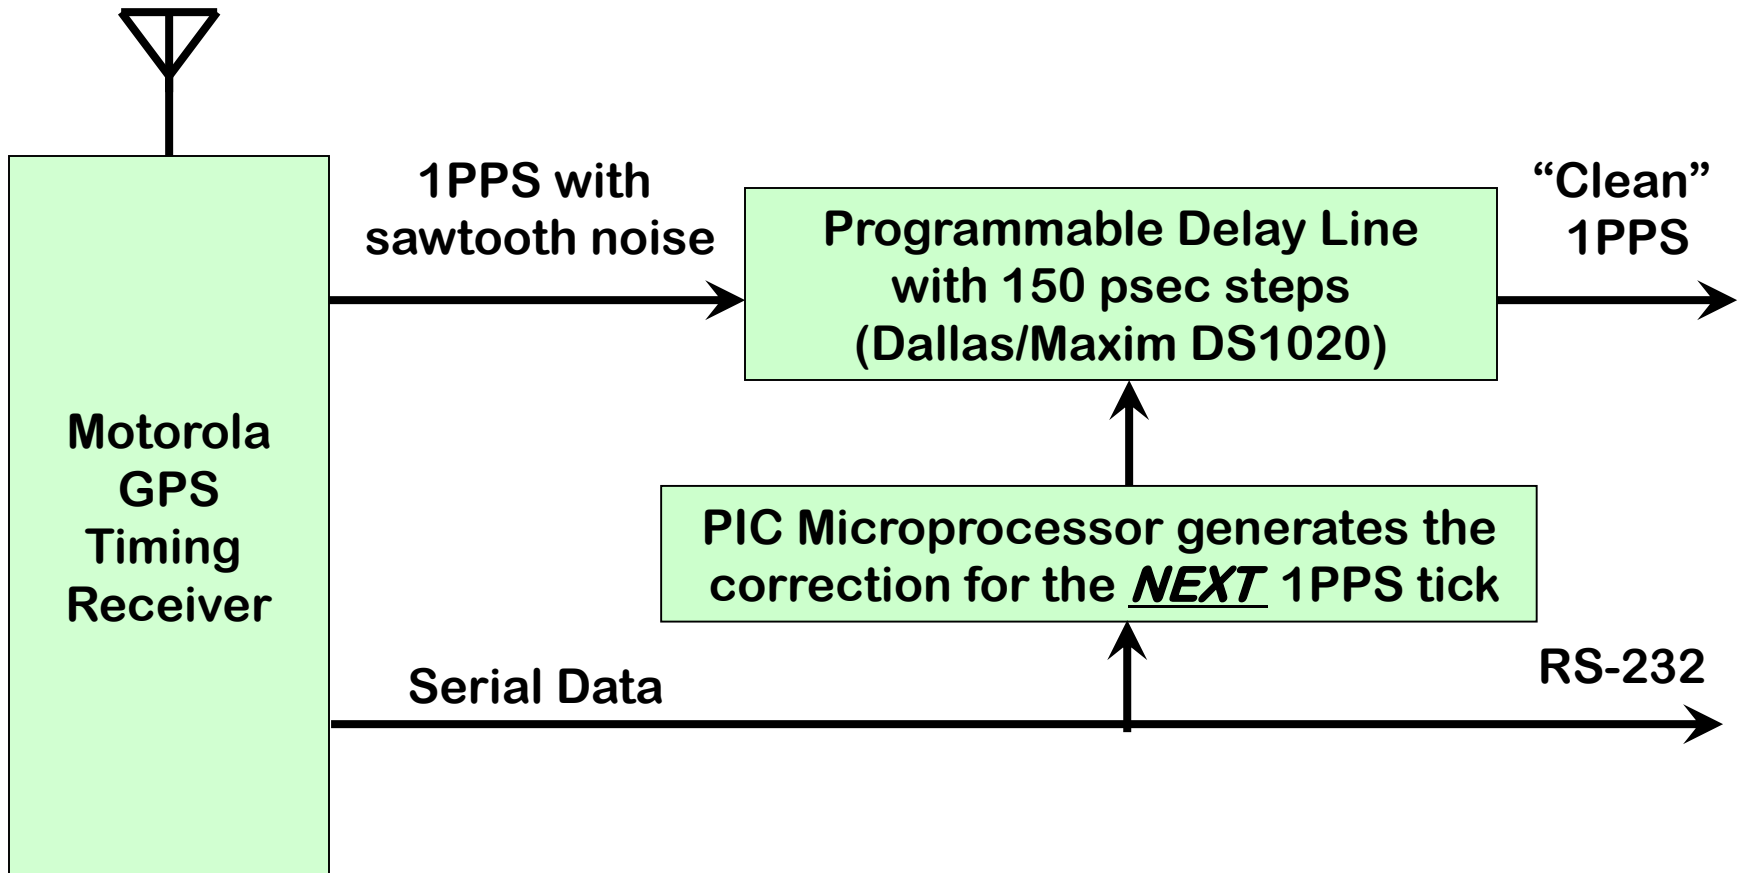 1PPS with
sawtooth noise
Programmable Delay Line
with 150 psec steps
(Dallas/Maxim DS1020)
“Clean”
1PPS
Motorola
GPS
Timing
Receiver
PIC Microprocessor generates the
correction for the NEXT 1PPS tick
Serial Data
RS-232